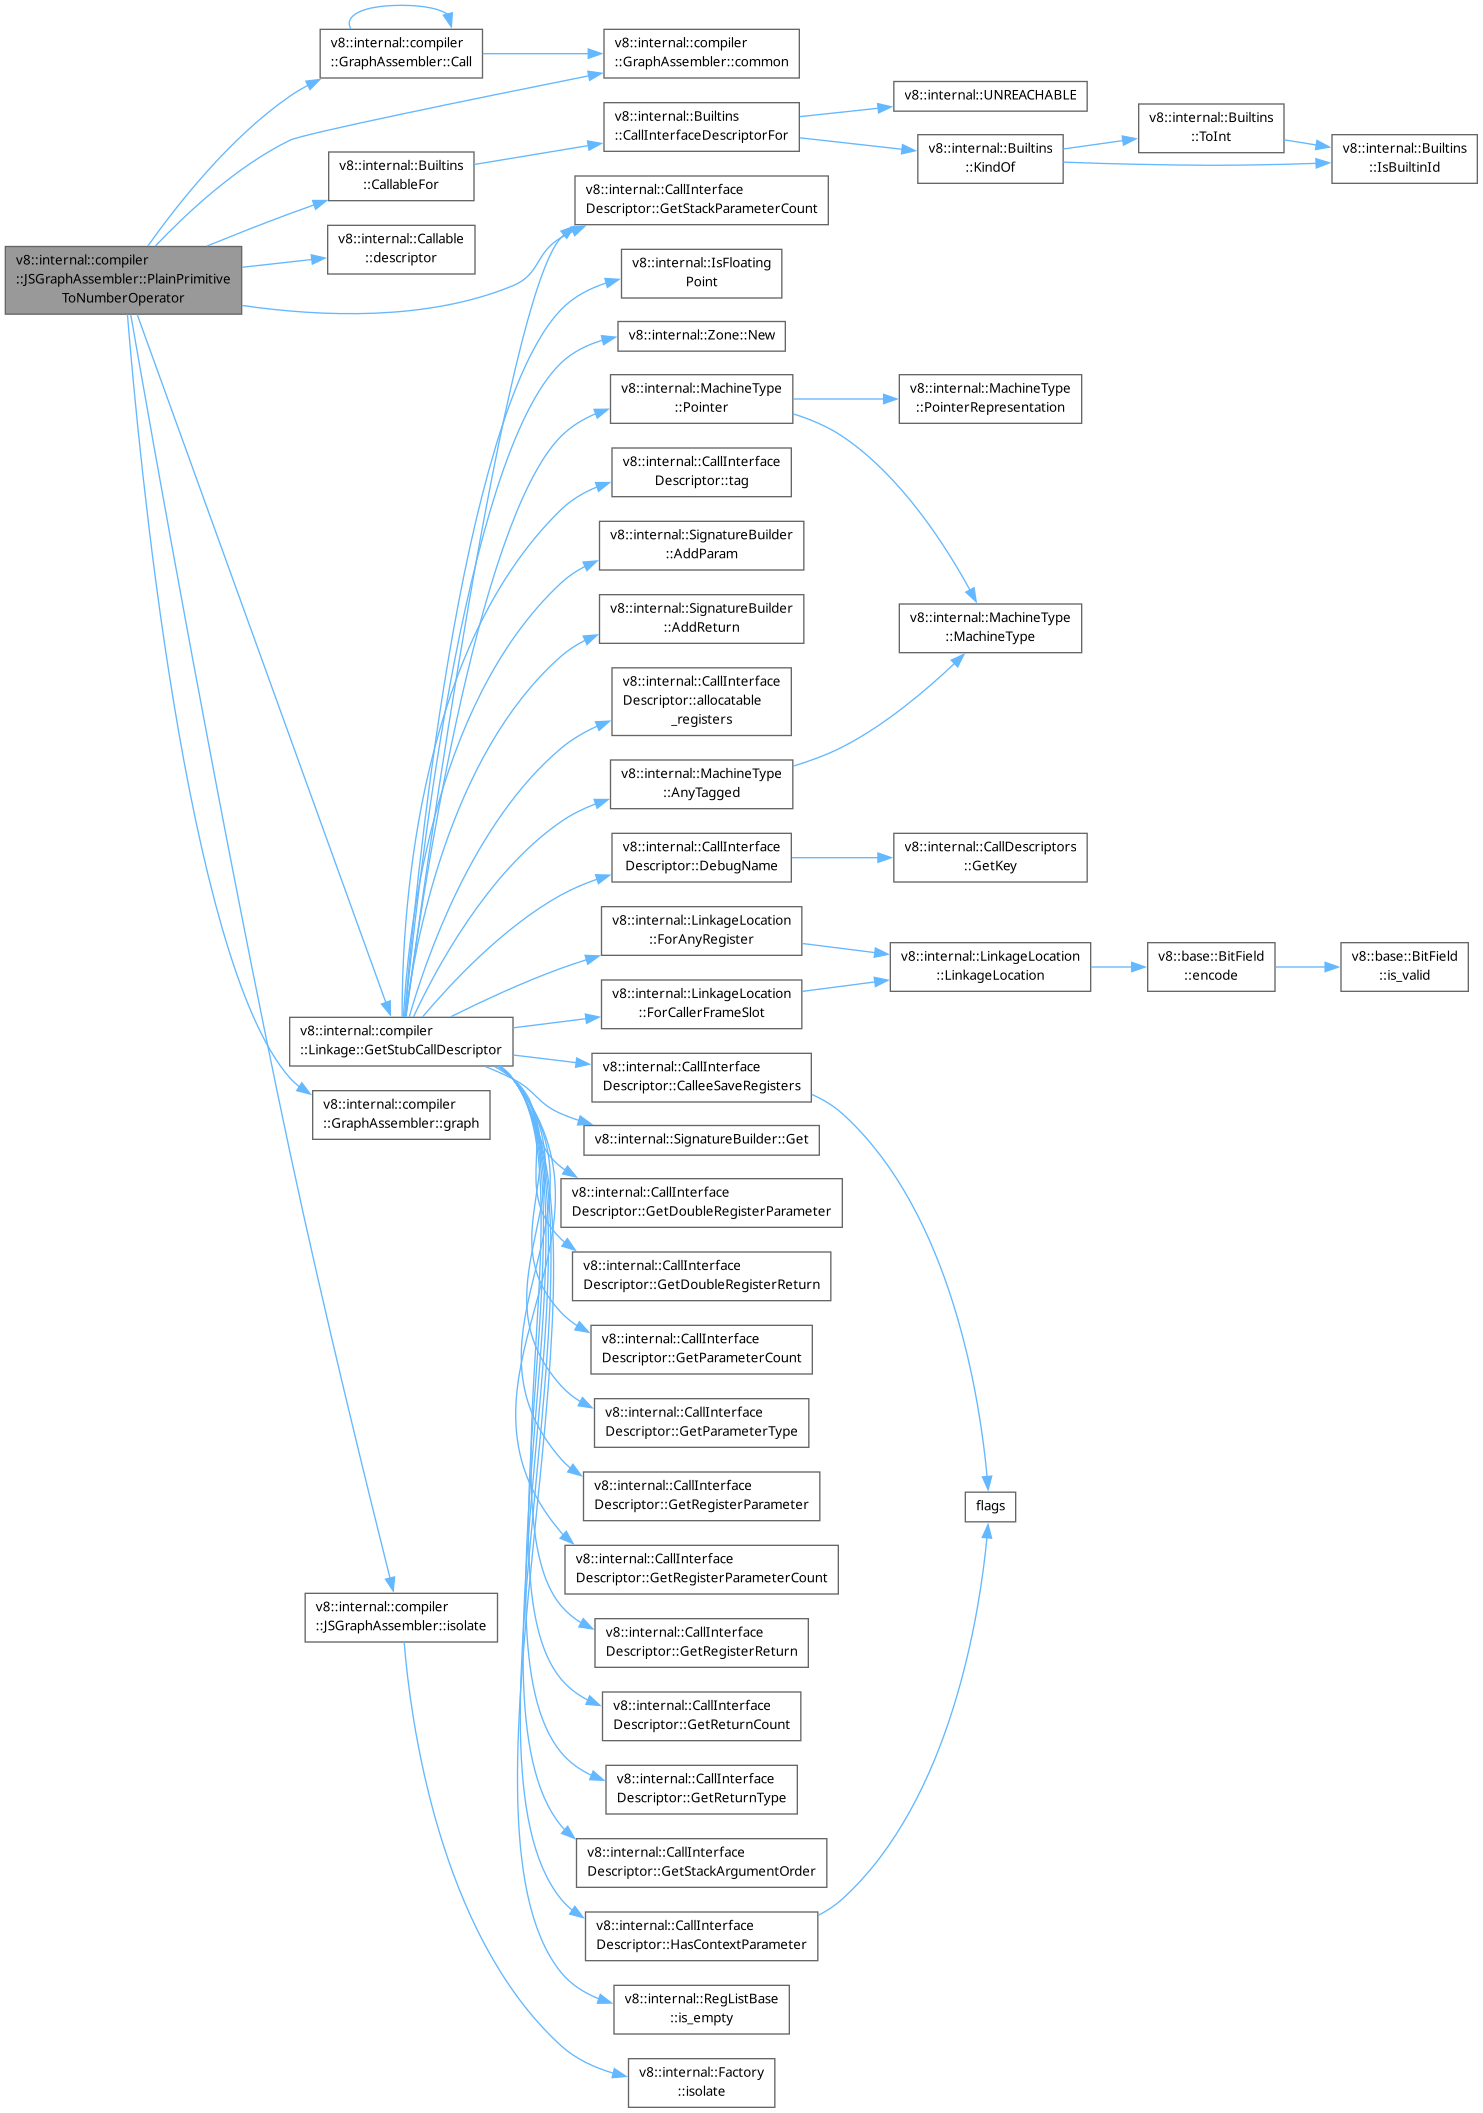 v8::internal::compiler
::JSGraphAssembler::PlainPrimitive
ToNumberOperator
v8::internal::compiler
::GraphAssembler::Call
v8::internal::compiler
::GraphAssembler::common
v8::internal::Builtins
::CallableFor
v8::internal::Builtins
::CallInterfaceDescriptorFor
v8::internal::UNREACHABLE
v8::internal::Builtins
::KindOf
v8::internal::Builtins
::ToInt
v8::internal::Builtins
::IsBuiltinId
v8::internal::Callable
::descriptor
v8::internal::CallInterface
Descriptor::GetStackParameterCount
v8::internal::IsFloating
Point
v8::internal::Zone::New
v8::internal::MachineType
::Pointer
v8::internal::MachineType
::PointerRepresentation
v8::internal::CallInterface
Descriptor::tag
v8::internal::SignatureBuilder
::AddParam
v8::internal::SignatureBuilder
::AddReturn
v8::internal::MachineType
::MachineType
v8::internal::CallInterface
Descriptor::allocatable
_registers
v8::internal::MachineType
::AnyTagged
v8::internal::CallInterface
Descriptor::DebugName
v8::internal::CallDescriptors
::GetKey
v8::internal::LinkageLocation
::ForAnyRegister
v8::internal::LinkageLocation
::LinkageLocation
v8::base::BitField
::encode
v8::base::BitField
::is_valid
v8::internal::LinkageLocation
::ForCallerFrameSlot
v8::internal::compiler
::Linkage::GetStubCallDescriptor
v8::internal::CallInterface
Descriptor::CalleeSaveRegisters
v8::internal::compiler
::GraphAssembler::graph
v8::internal::SignatureBuilder::Get
v8::internal::CallInterface
Descriptor::GetDoubleRegisterParameter
v8::internal::CallInterface
Descriptor::GetDoubleRegisterReturn
v8::internal::CallInterface
Descriptor::GetParameterCount
v8::internal::CallInterface
Descriptor::GetParameterType
v8::internal::CallInterface
Descriptor::GetRegisterParameter
flags
v8::internal::CallInterface
Descriptor::GetRegisterParameterCount
v8::internal::compiler
::JSGraphAssembler::isolate
v8::internal::CallInterface
Descriptor::GetRegisterReturn
v8::internal::CallInterface
Descriptor::GetReturnCount
v8::internal::CallInterface
Descriptor::GetReturnType
v8::internal::CallInterface
Descriptor::GetStackArgumentOrder
v8::internal::CallInterface
Descriptor::HasContextParameter
v8::internal::RegListBase
::is_empty
v8::internal::Factory
::isolate